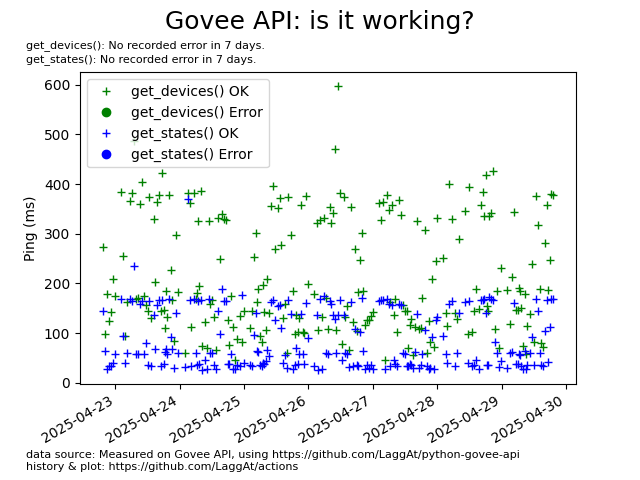 Govee API: is it working?
get_devices(): No recorded error in 7 days.
get_states(): No recorded error in 7 days.
get_devices() OK
get_devices() Error
get_states() OK
get_states() Error
Ping (ms)
600
500
400
300
200
100
0
2025-04-23
2025-04-24
2025-04-25
2025-04-26
2025-04-27
2025-04-28
2025-04-29
2025-04-30
data source: Measured on Govee API, using https://github.com/LaggAt/python-govee-api
history & plot: https://github.com/LaggAt/actions